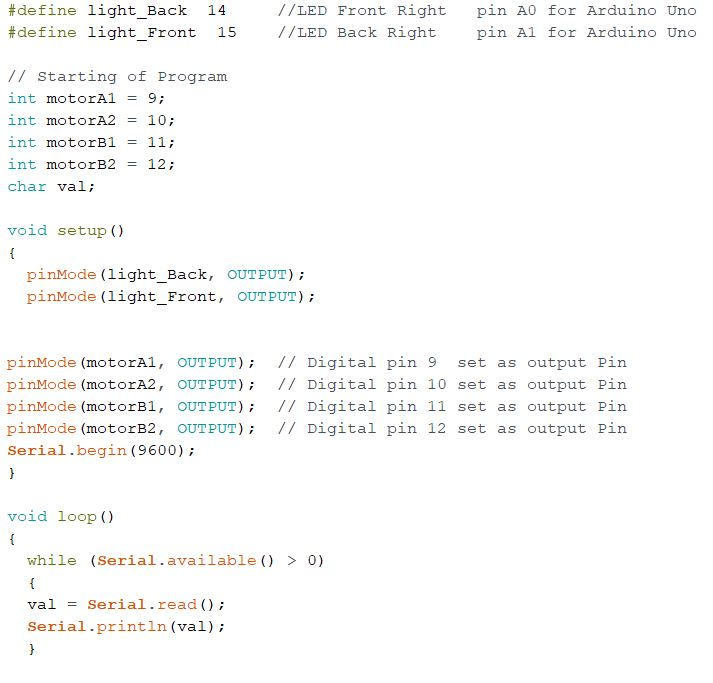 #define light_Back  14     //LED Front Right   pin A0 for Arduino Uno
#define light_Front  15    //LED Back Right    pin A1 for Arduino Uno

// Starting of Program
int motorA1 = 9;
int motorA2 = 10;
int motorB1 = 11;
int motorB2 = 12;
char val;

void setup()
{
  pinMode(light_Back, OUTPUT);
  pinMode(light_Front, OUTPUT);


pinMode(motorA1, OUTPUT);  // Digital pin 9  set as output Pin
pinMode(motorA2, OUTPUT);  // Digital pin 10 set as output Pin
pinMode(motorB1, OUTPUT);  // Digital pin 11 set as output Pin
pinMode(motorB2, OUTPUT);  // Digital pin 12 set as output Pin
Serial.begin(9600);
}

void loop()
{
  while (Serial.available() > 0)
  {
  val = Serial.read();
  Serial.println(val);
  }